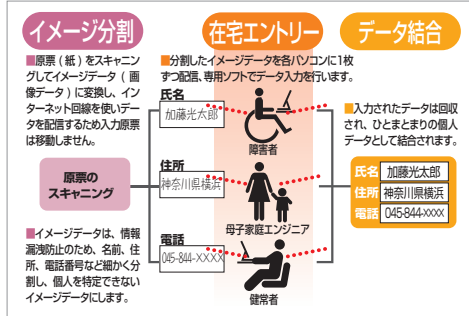 イメージ分割
■原票(紙)をスキャニン
グしてイメージデータ(画
像データ)に変換し、イン
ターネット回線を使いデー
タを配信するため入力原票
は移動しません。
原票の
スキャニング
■イメージデータは、情報
漏洩防止のため、名前、住
所、電話番号など細かく分
割し、個人を特定できない
イメージデータにします。
在宅エントリー
■分割したイメージデータを各パソコンに1枚
ずつ配信、専用ソフトでデータ入力を行います。
氏名
加藤光太郎
障害者
住所
神奈川県横浜
母子家庭エンジニア
電話
045-844-XXXX
健常者
データ結合
■入力されたデータは回収
され、ひとまとまりの個人
データとして結合されます。
氏名 加藤光太郎
住所 神奈川県横浜
電話 045-844-xxxx